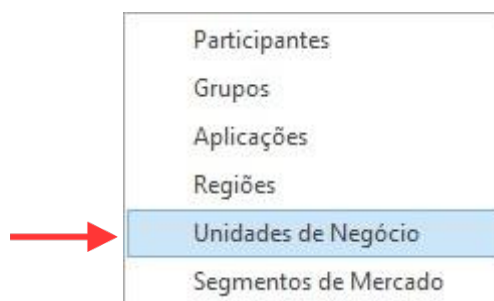 Participantes
Grupos
Aplicações
Regiões
Unidades de Negócio
Segmentos de Mercado